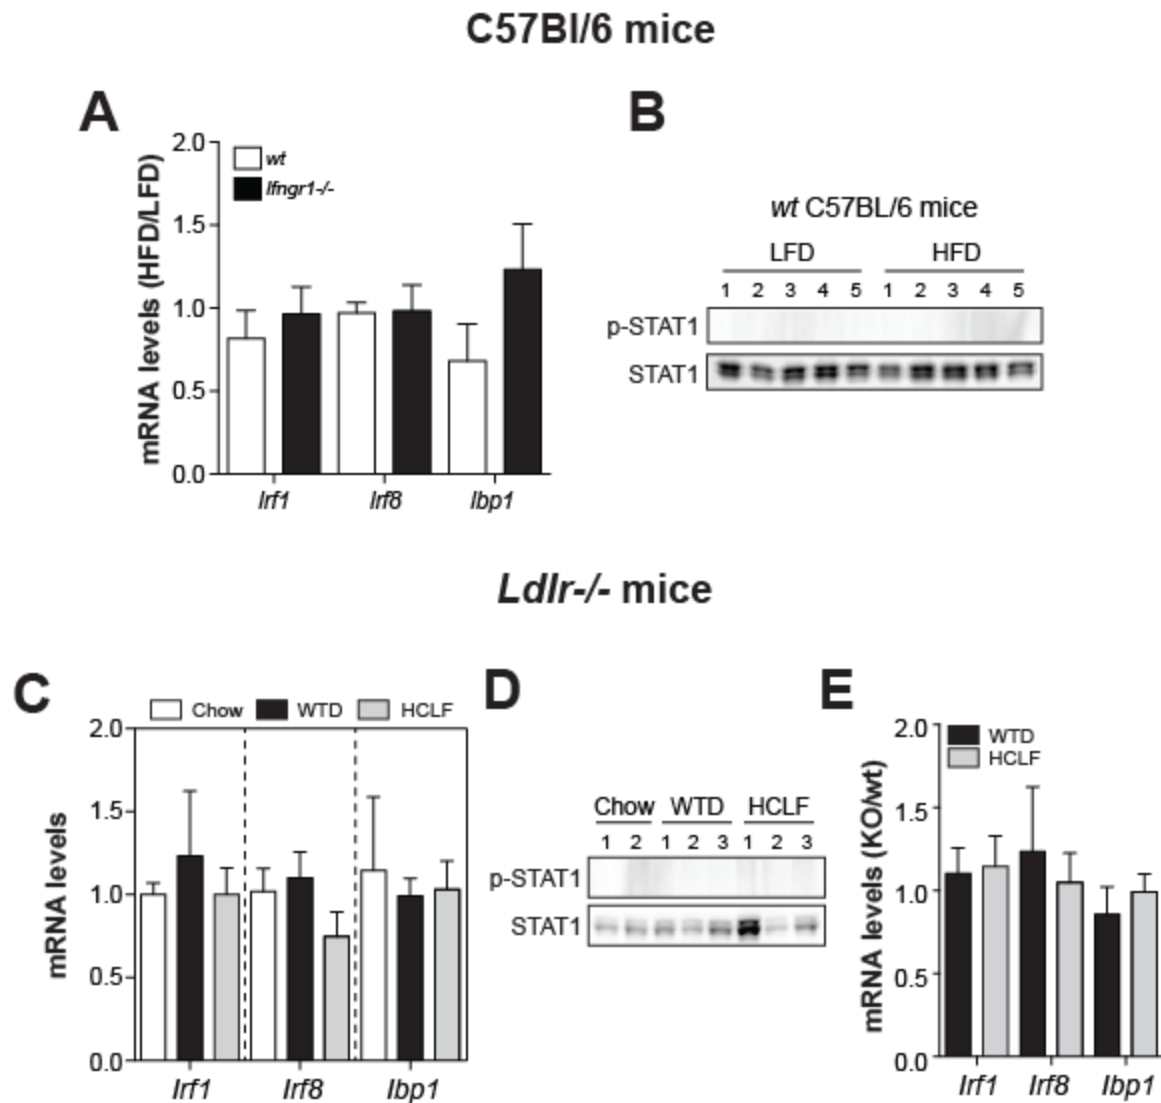 C57Bl/6 mice
A
mRNA levels (HFD/LFD)
2.0
1.5
1.0
0.5
0.0
wt
Ifngr1-/-
Irf1 Irf8 Ibp1
B
wt C57BL/6 mice
LFD HFD
1 2 3 4 5 1 2 3 4 5
p-STAT1
STAT1
Ldlr-/- mice
C
Chow WTD HCLF
mRNA levels
2.0
1.5
1.0
0.5
0.0
Irf1 Irf8 Ibp1
D
Chow WTD HCLF
1 2 1 2 3 1 2 3
p-STAT1
STAT1
E
mRNA levels (KO/wt)
2.0
1.5
1.0
0.5
0.0
WTD
HCLF
Irf1 Irf8 Ibp1